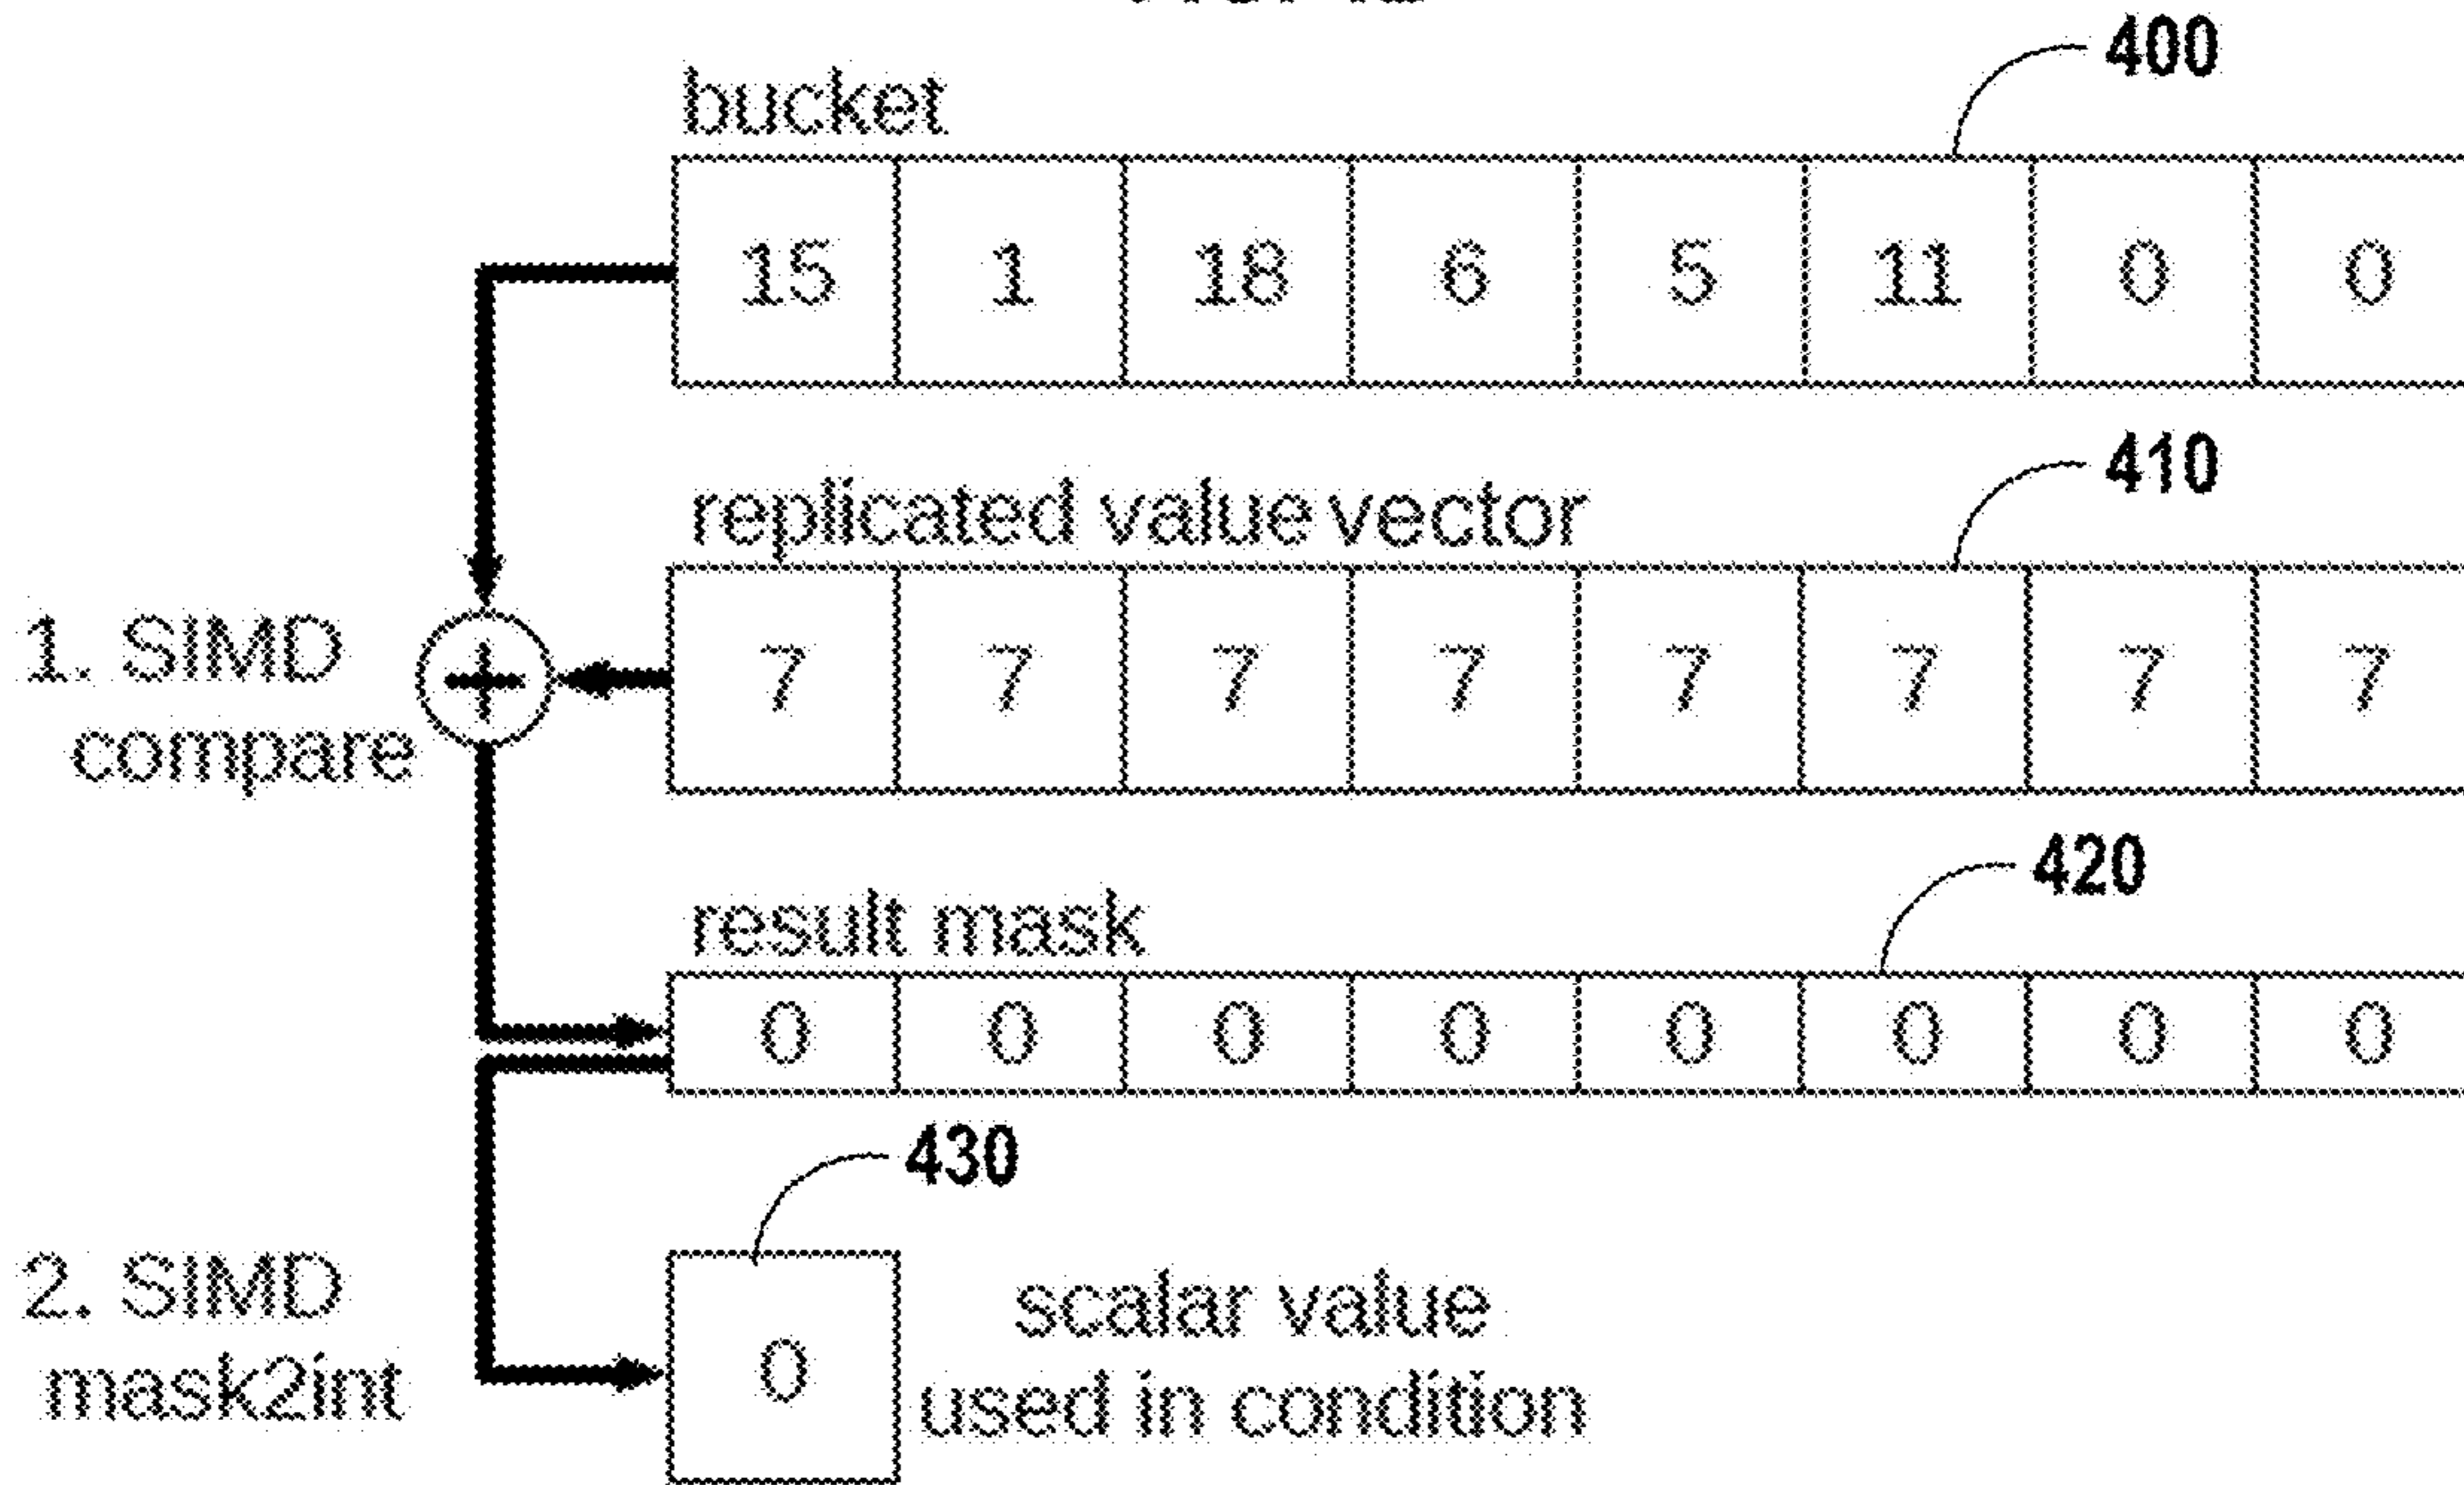 400
bucket
15 1 18 6 5 11 0 0
410
replicated value vector
1. SIMD
compare
7 7 7 7 7 7 7 7
420
result mask
0 0 0 0 0 0 0 0
430
2. SIMD
mask2int
0
scalar value
used in condition